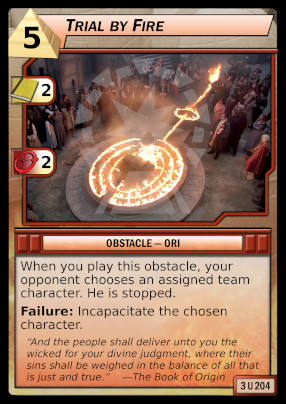 5
TRIAL BY FIRE
2
2
OBSTACLE – ORI
When you play this obstacle, your
opponent chooses an assigned team
character. He is stopped.
Failure: Incapacitate the chosen
character.
“And the people shall deliver unto you the
wicked for your divine judgment, where their
sins shall be weighed in the balance of all that
is just and true.” —The Book of Origin
3 U 204